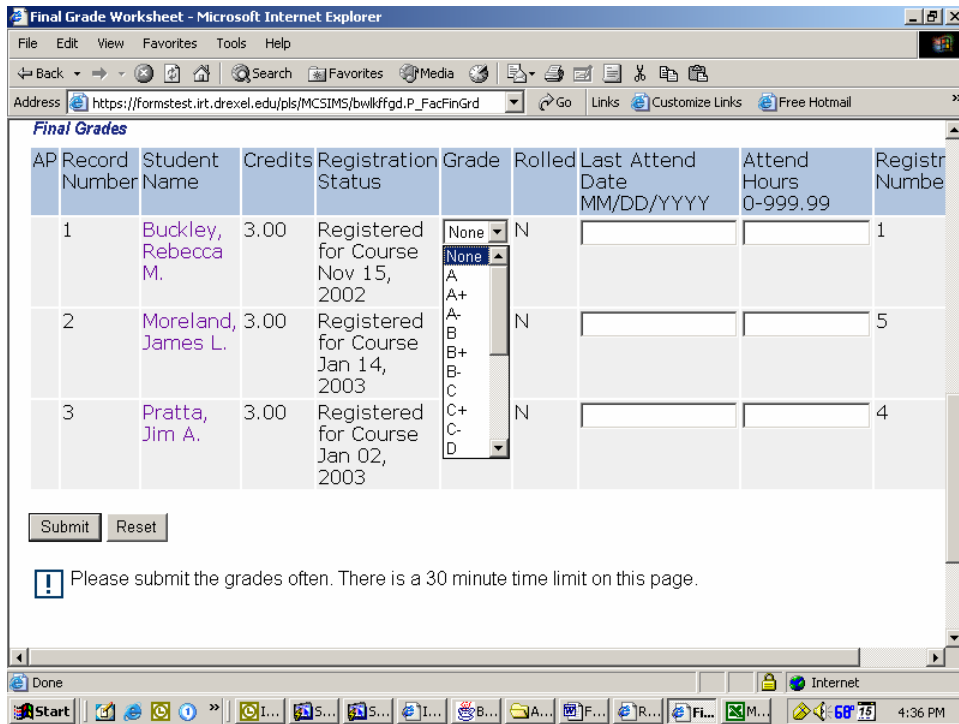 Final Grade Worksheet - Microsoft Internet Explorer
File Edit View Favorites Tools Help
Back Search Favorites Media
Address https://formstest.irt.drexel.edu/pls/MCSIMS/bwlkffgd.P_FacFinGrd Go Links Customize Links Free Hotmail »
Final Grades
AP Record Student Credits Registration Grade Rolled Last Attend Attend Registr
Number Name Status Date Hours Numbe
MM/DD/YYYY 0-999.99
1 Buckley, 3.00 Registered None N 1
Rebecca for Course None
M. Nov 15, A
2002 A+
A-
2 Moreland, 3.00 Registered B N 5
James L. for Course B+
Jan 14, B-
2003 C
3 Pratta, 3.00 Registered C+ N 4
Jim A. for Course C-
Jan 02, D
2003
Submit Reset
! Please submit the grades often. There is a 30 minute time limit on this page.
Done Internet
Start » I... S... S... I... B... A... F... R... Fi... M... 68° 15 4:36 PM